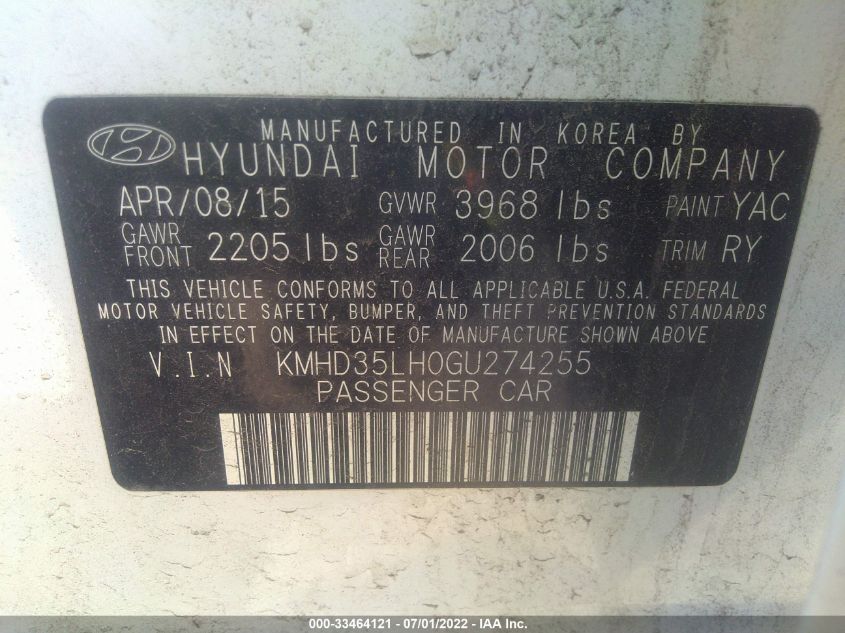 MANUFACTURED IN KOREA BY
HYUNDAI MOTOR COMPANY
APR/08/15 GVWR 3968 lbs PAINT YAC
GAWR FRONT 2205 lbs GAWR REAR 2006 lbs TRIM RY
THIS VEHICLE CONFORMS TO ALL APPLICABLE U.S.A. FEDERAL
MOTOR VEHICLE SAFETY, BUMPER, AND THEFT PREVENTION STANDARDS
IN EFFECT ON THE DATE OF MANUFACTURE SHOWN ABOVE
V.I.N KMHD35LH0GU274255
PASSENGER CAR
000-33464121 - 07/01/2022 - IAA Inc.